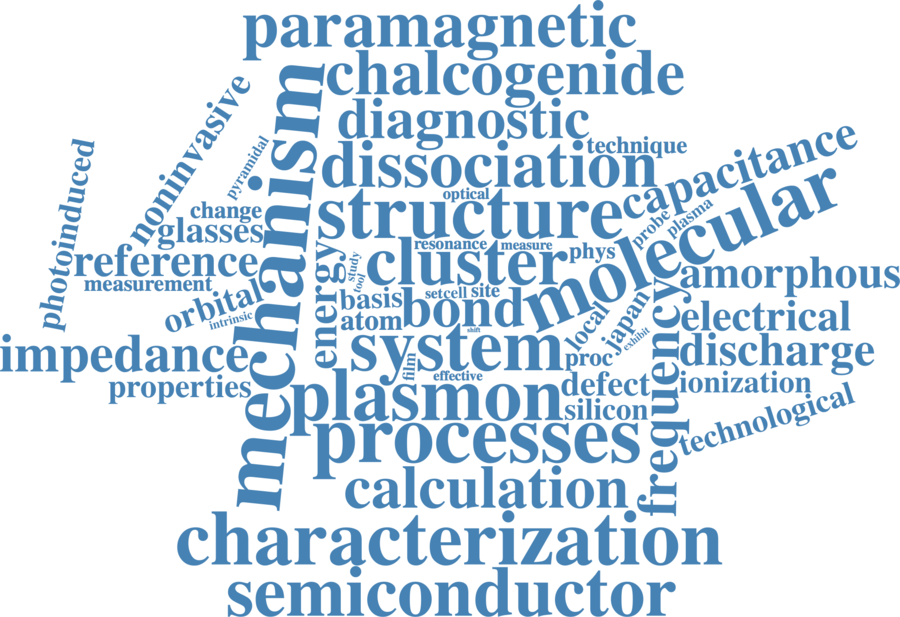 paramagnetic
chalcogenide
mechanism
noninvasive
diagnostic
technique
dissociation
capacitance
photoinduced
pyramidal
optical
change
structure
probe
plasma
molecular
glasses
resonance
measure
phys
reference
energy
study
tool
cluster
amorphous
measurement
orbital
basis
setcell
site
bond
local
japan
frequency
electrical
intrinsic
atom
shift
exhibit
impedance
system
proc
discharge
film
effective
properties
plasmon
defect
ionization
silicon
technological
processes
calculation
characterization
semiconductor